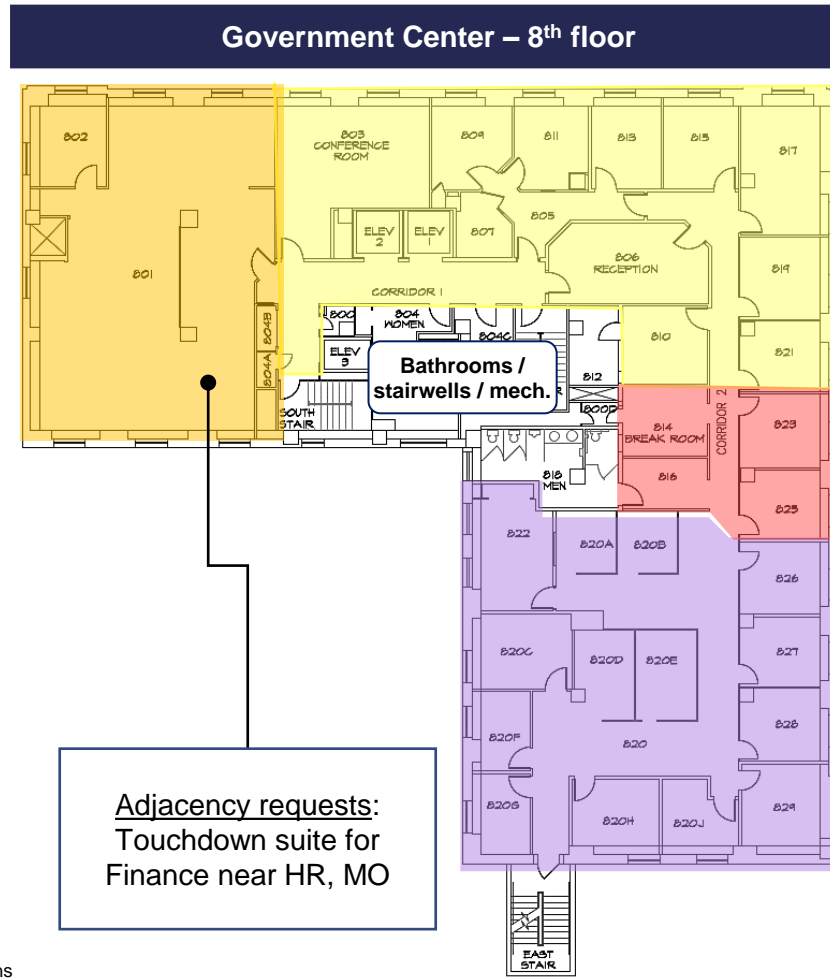 Government Center – 8th floor
802
803
CONFERENCE
ROOM
809
811
813
815
817
ELEV
2
ELEV
1
807
805
801
806
RECEPTION
819
CORRIDOR 1
804B
800
804
WOMEN
804C
810
821
ELEV
3
804A
812
Bathrooms /
stairwells / mech.
SOUTH
STAIR
800D
814
BREAK ROOM
CORRIDOR 2
823
818
MEN
816
825
822
820A
820B
826
820C
820D
820E
827
820F
820
828
820G
820H
820J
829
Adjacency requests:
Touchdown suite for
Finance near HR, MO
EAST
STAIR
ns